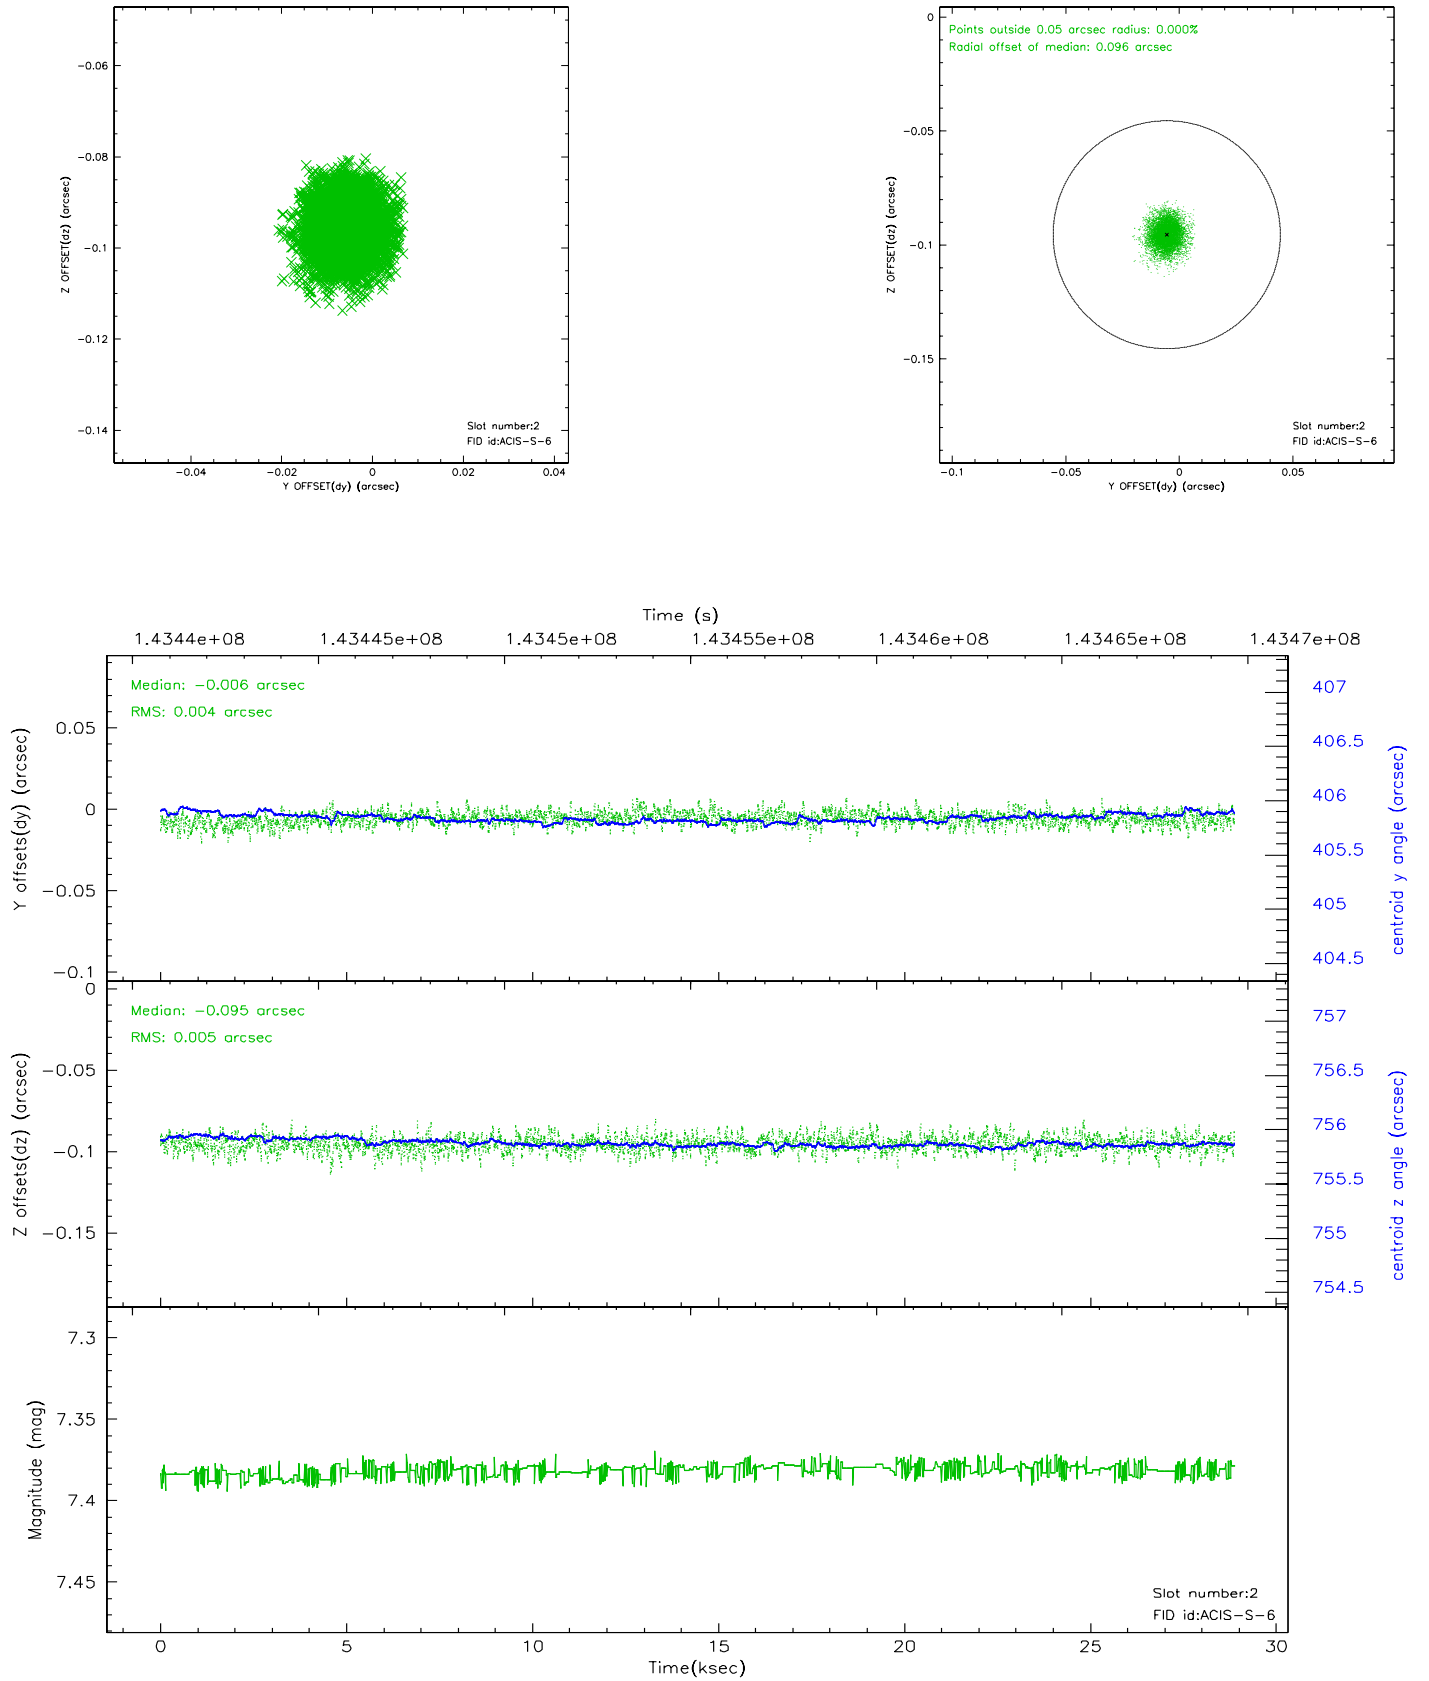 −0.06
−0.08
−0.1
−0.12
−0.14
Z OFFSET(dz) (arcsec)
Slot number:2
FID id:ACIS−S−6
−0.04
−0.02
0
0.02
0.04
Y OFFSET(dy) (arcsec)
0
−0.05
−0.1
−0.15
Z OFFSET(dz) (arcsec)
Points outside 0.05 arcsec radius: 0.000%
Radial offset of median: 0.096 arcsec
Slot number:2
FID id:ACIS−S−6
−0.1
−0.05
0
0.05
Y OFFSET(dy) (arcsec)
Time (s)
1.4344e+08
1.43445e+08
1.4345e+08
1.43455e+08
1.4346e+08
1.43465e+08
1.4347e+08
Median: −0.006 arcsec
RMS: 0.004 arcsec
0.05
0
−0.05
−0.1
Y offsets(dy) (arcsec)
407
406.5
406
405.5
405
404.5
centroid y angle (arcsec)
Median: −0.095 arcsec
RMS: 0.005 arcsec
0
−0.05
−0.1
−0.15
Z offsets(dz) (arcsec)
757
756.5
756
755.5
755
754.5
centroid z angle (arcsec)
7.3
7.35
7.4
7.45
Magnitude (mag)
Slot number:2
FID id:ACIS−S−6
0
5
10
15
20
25
30
Time(ksec)